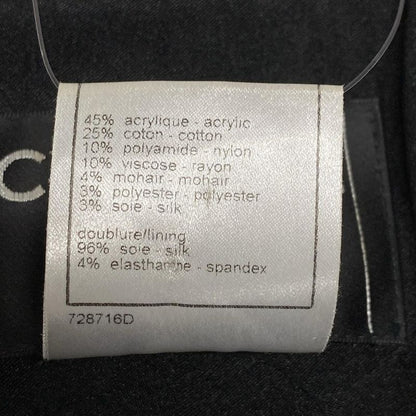 45% acrylique - acrylic
25% coton - cotton
10% polyamide - nylon
10% viscose - rayon
4% mohair - mohair
3% polyester - polyester
3% soie - silk
doublure/lining
96% soie - silk
4% elasthanne - spandex
728716D